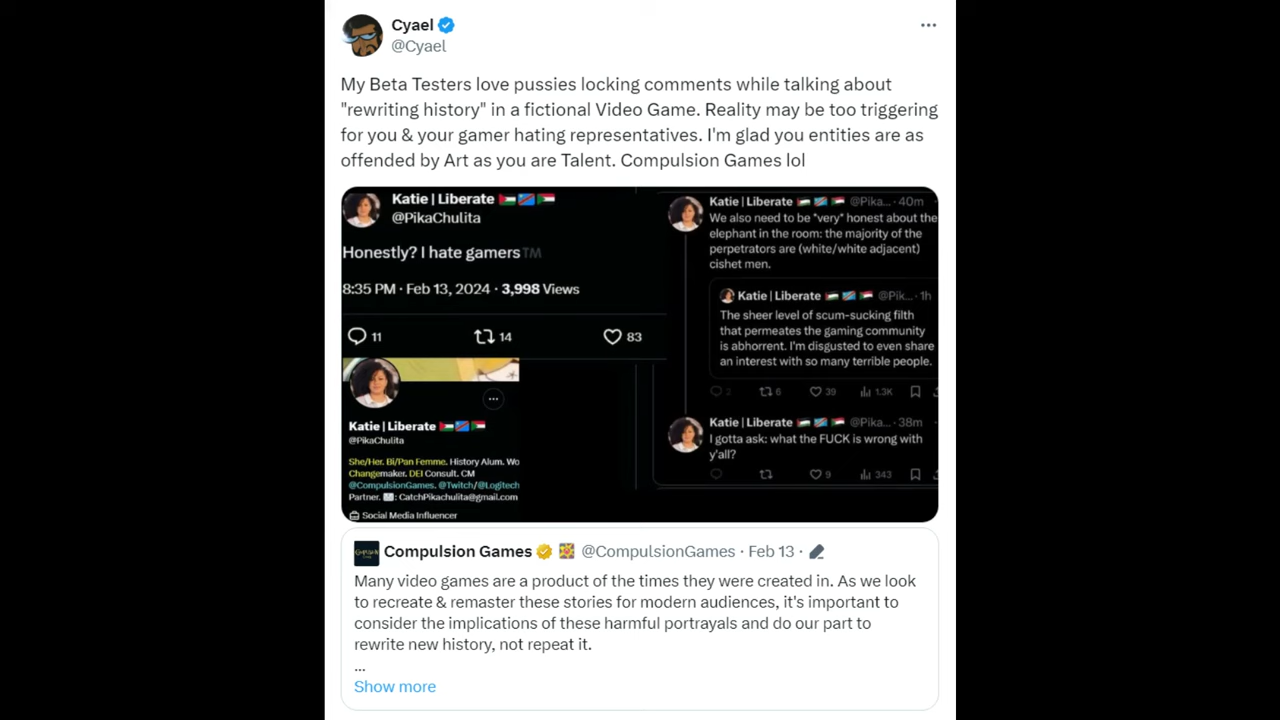 Cyael
@Cyael
My Beta Testers love pussies locking comments while talking about
"rewriting history" in a fictional Video Game. Reality may be too triggering
for you & your gamer hating representatives. I'm glad you entities are as
offended by Art as you are Talent. Compulsion Games lol
Katie | Liberate
@PikaChulita
Honestly? I hate gamers™
8:35 PM · Feb 13, 2024 · 3,998 Views
11 14 83
Katie | Liberate
@PikaChulita
She/Her. Bi/Pan Femme. History Alum. Wo
Changemaker. DEI Consult. CM
@CompulsionGames. @Twitch/@Logitech
Partner. : CatchPikachulita@gmail.com
Social Media Influencer
Katie | Liberate @Pika... · 40m
We also need to be *very* honest about the
elephant in the room: the majority of the
perpetrators are (white/white adjacent)
cishet men.
Katie | Liberate @Pik... · 1h
The sheer level of scum-sucking filth
that permeates the gaming community
is abhorrent. I'm disgusted to even share
an interest with so many terrible people.
2 6 39 1.3K
Katie | Liberate @Pika... · 38m
I gotta ask: what the FUCK is wrong with
y'all?
9 343
Compulsion Games @CompulsionGames · Feb 13 ·
Many video games are a product of the times they were created in. As we look
to recreate & remaster these stories for modern audiences, it's important to
consider the implications of these harmful portrayals and do our part to
rewrite new history, not repeat it.
...
Show more